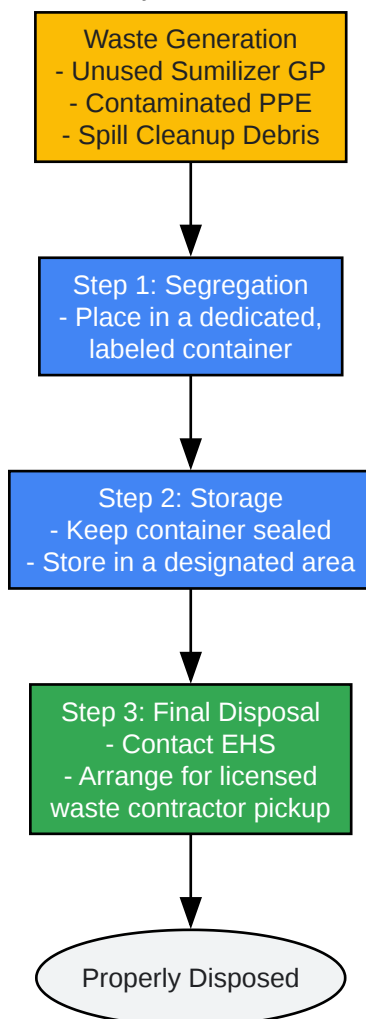 Waste Generation
- Unused Sumilizer GP
- Contaminated PPE
- Spill Cleanup Debris
Step 1: Segregation
- Place in a dedicated,
labeled container
Step 2: Storage
- Keep container sealed
- Store in a designated area
Step 3: Final Disposal
- Contact EHS
- Arrange for licensed
waste contractor pickup
Properly Disposed